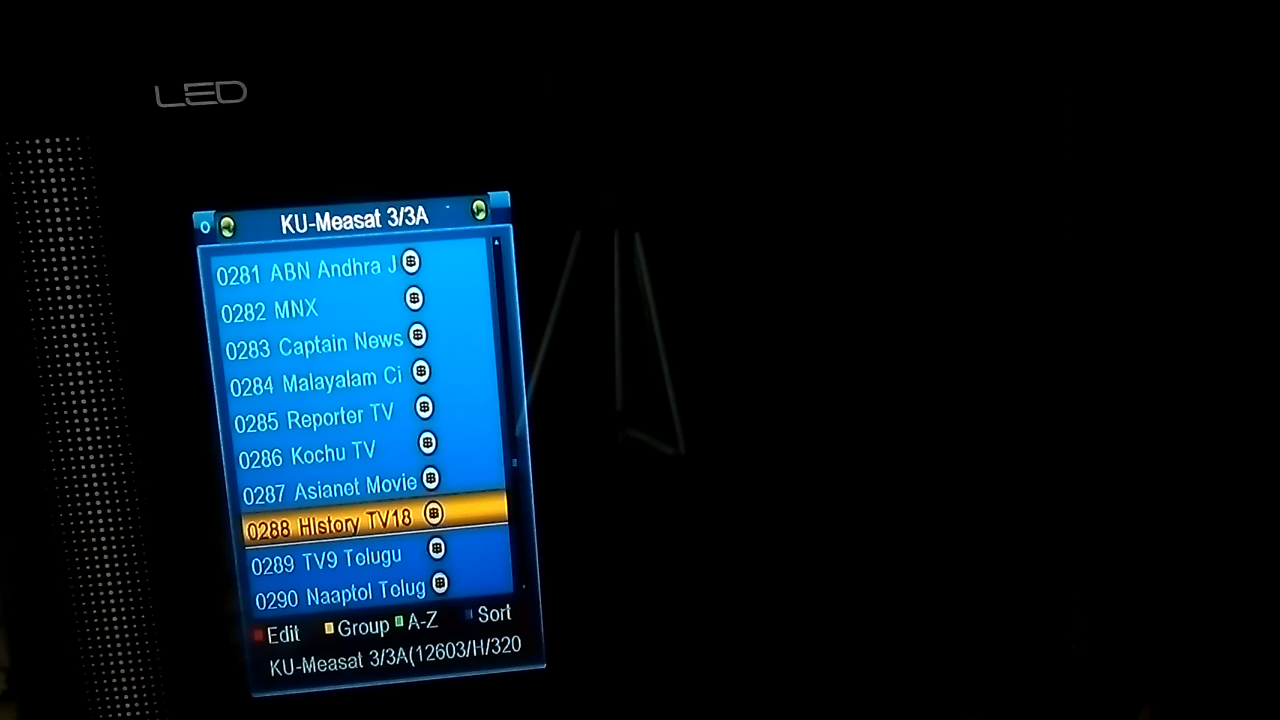 LED
KU-Measat 3/3A
0281 ABN Andhra J
0282 MNX
0283 Captain News
0284 Malayalam Ci
0285 Reporter TV
0286 Kochu TV
0287 Asianet Movie
0288 History TV18
0289 TV9 Telugu
0290 Naaptol Telug
Edit Group A-Z Sort
KU-Measat 3/3A(12603/H/320